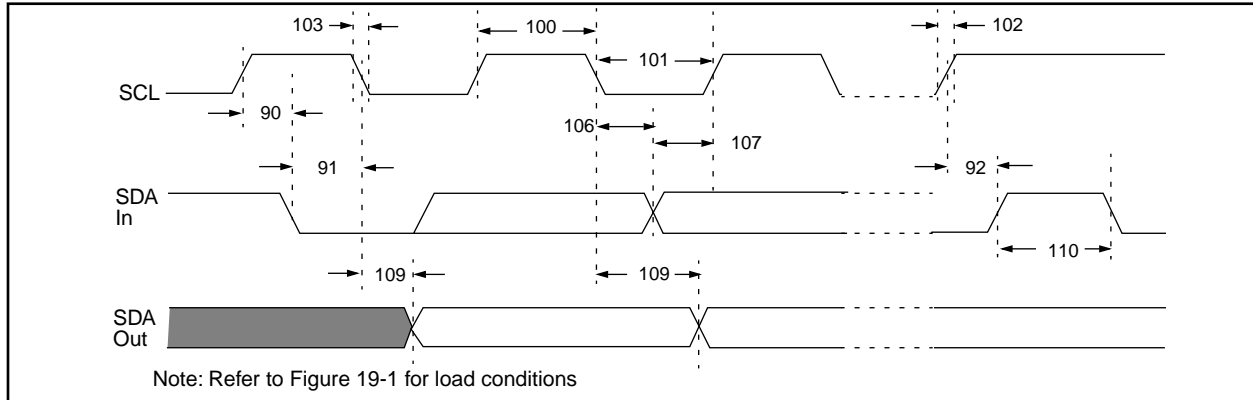 103
100
102
101
SCL
90
106
107
91
92
SDA
In
110
109
109
SDA
Out
Note: Refer to Figure 19-1 for load conditions